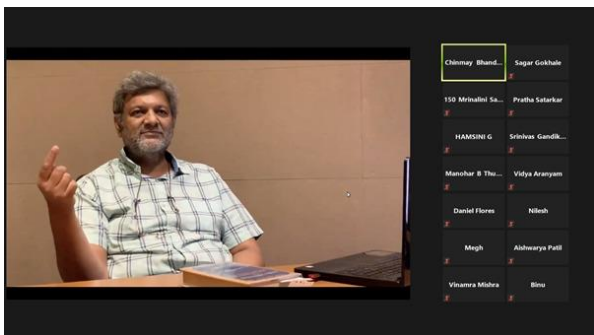 Chinmay Bhand... Sagar Gokhale
150 Mrinalini Sa... Pratha Satarkar
HAMSINI G Srinivas Gandik...
Manohar B Thu... Vidya Aranyam
Daniel Flores Nilesh
Megh Aishwarya Patil
Vinamra Mishra Binu